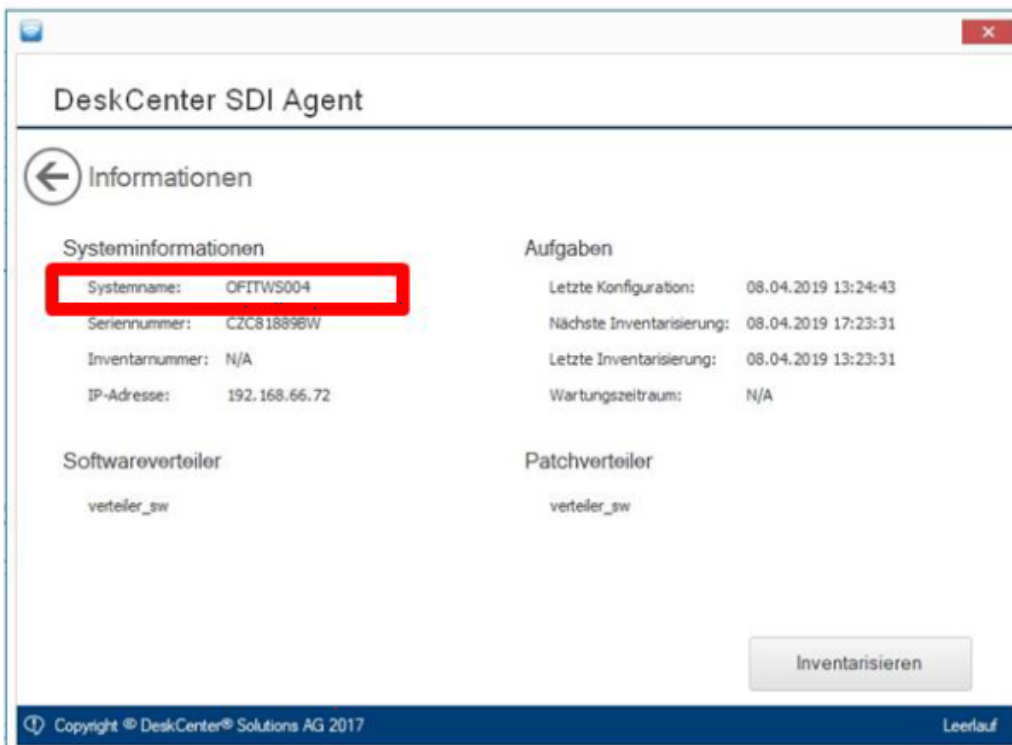 DeskCenter SDI Agent
Informationen
Systeminformationen
Systemname: OFITWS004
Seriennummer: CZC81889BW
Inventarnummer: N/A
IP-Adresse: 192.168.66.72
Aufgaben
Letzte Konfiguration: 08.04.2019 13:24:43
Nächste Inventarisierung: 08.04.2019 17:23:31
Letzte Inventarisierung: 08.04.2019 13:23:31
Wartungszeitraum: N/A
Softwareverteiler
verteiler_sw
Patchverteiler
verteiler_sw
Inventarisieren
Copyright © DeskCenter® Solutions AG 2017
Leerlauf